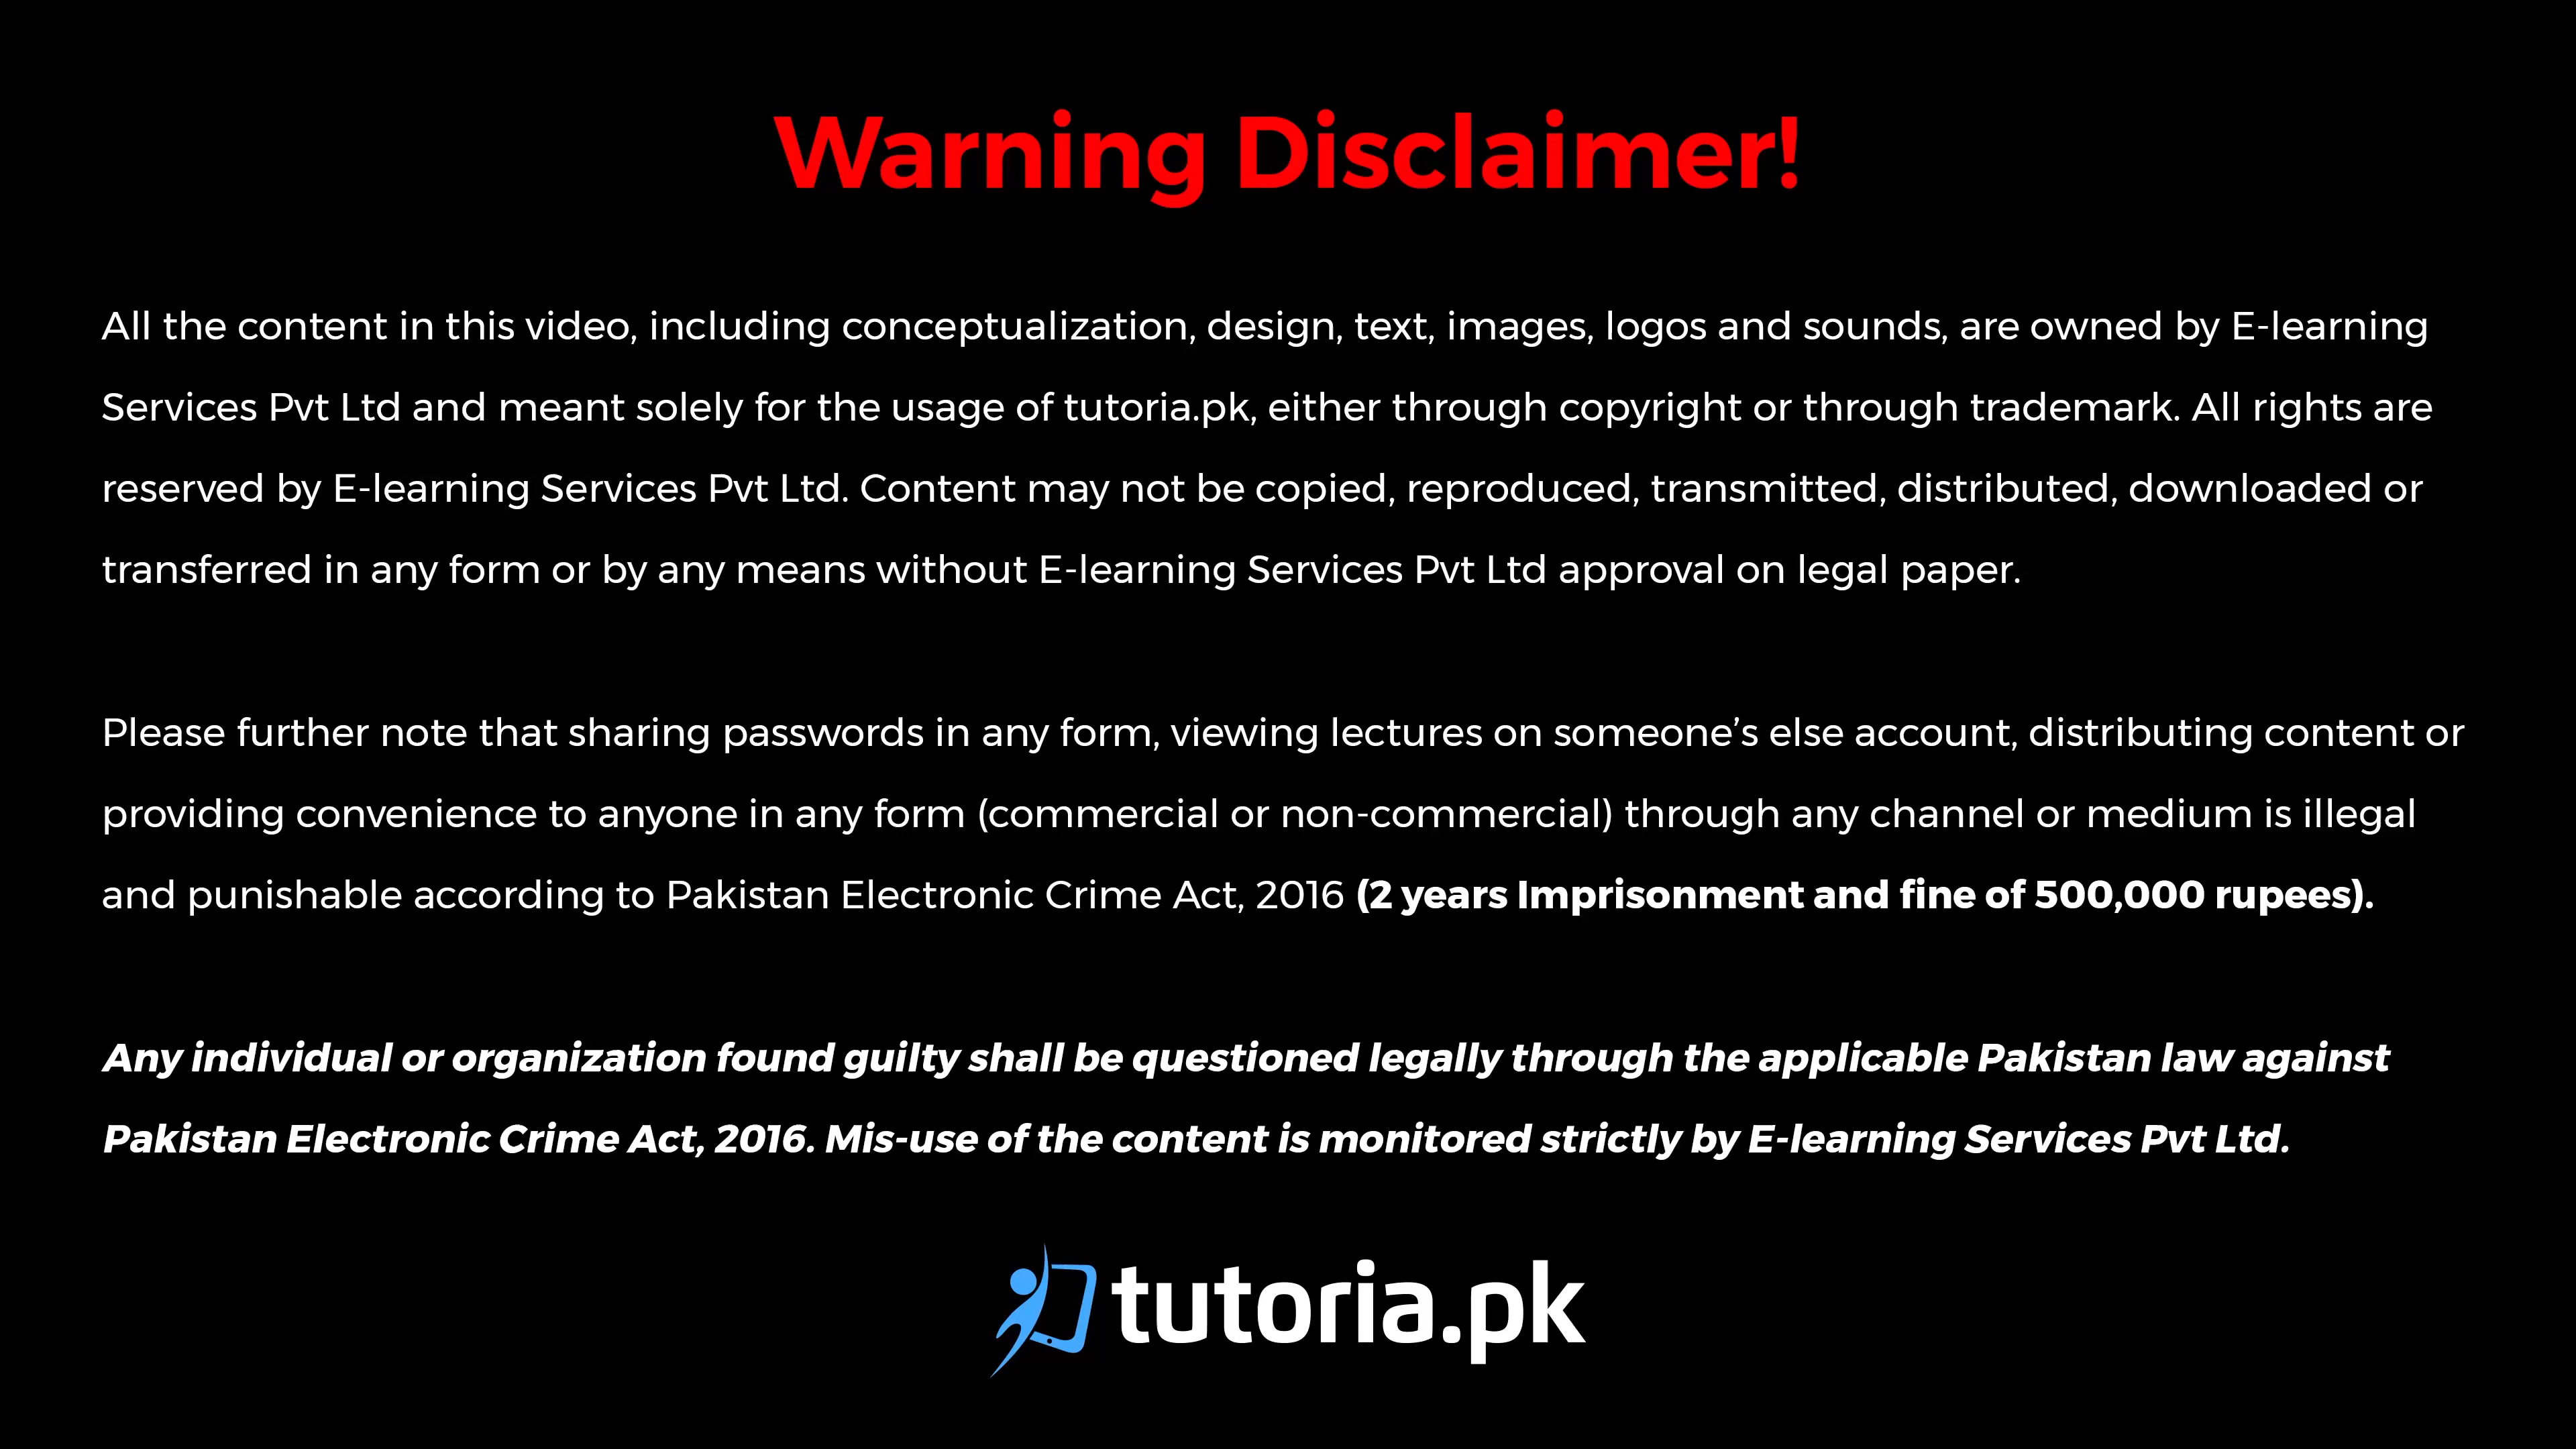 Warning Disclaimer!
All the content in this video, including conceptualization, design, text, images, logos and sounds, are owned by E-learning
Services Pvt Ltd and meant solely for the usage of tutoria.pk, either through copyright or through trademark. All rights are
reserved by E-learning Services Pvt Ltd. Content may not be copied, reproduced, transmitted, distributed, downloaded or
transferred in any form or by any means without E-learning Services Pvt Ltd approval on legal paper.
Please further note that sharing passwords in any form, viewing lectures on someone’s else account, distributing content or
providing convenience to anyone in any form (commercial or non-commercial) through any channel or medium is illegal
and punishable according to Pakistan Electronic Crime Act, 2016 (2 years Imprisonment and fine of 500,000 rupees).
Any individual or organization found guilty shall be questioned legally through the applicable Pakistan law against
Pakistan Electronic Crime Act, 2016. Mis-use of the content is monitored strictly by E-learning Services Pvt Ltd.
tutoria.pk